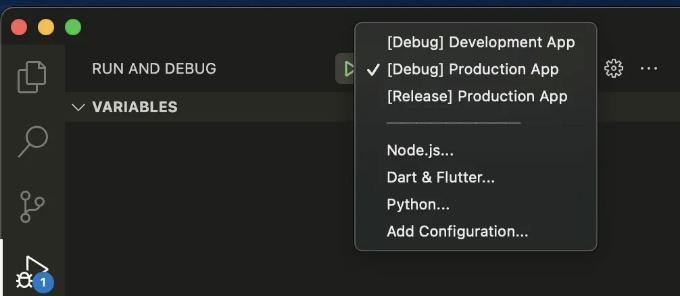 [Debug] Development App
RUN AND DEBUG
[Debug] Production App
[Release] Production App
VARIABLES
Node.js...
Dart & Flutter...
Python...
Add Configuration...
1